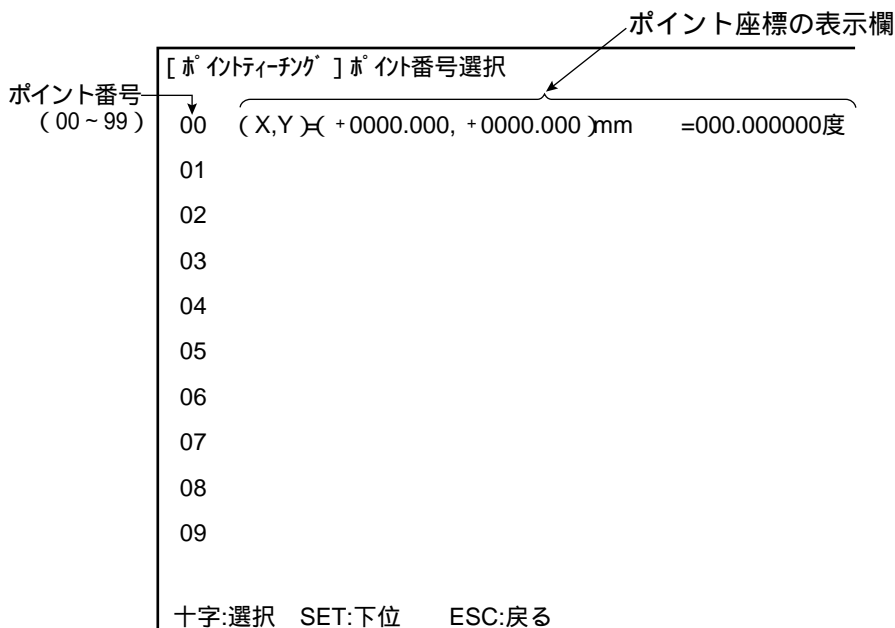 ポイント座標の表示欄
[ﾎﾟｲﾝﾄﾃｨｰﾁﾝｸﾞ]ﾎﾟｲﾝﾄ番号選択
ポイント番号
(00~99)
00 (X,Y)=(+0000.000, +0000.000)mm =000.000000度
01
02
03
04
05
06
07
08
09
十字:選択 SET:下位 ESC:戻る